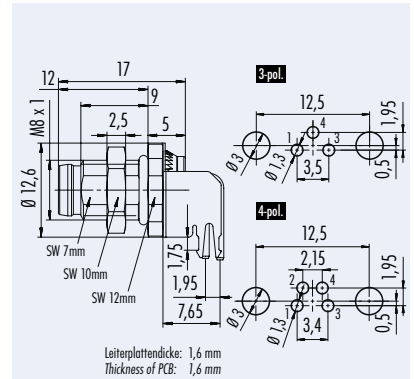 17
12
9
2,5
5
M8 x 1
Ø 12,6
SW 7mm
SW 10mm
SW 12mm
1,75
1,95
7,65
3-pol.
12,5
4
1,95
1
3
Ø 3
Ø 1,3
3,5
0,5
4-pol.
12,5
2,15
2
4
1,95
1
3
Ø 3
Ø 1,3
3,4
0,5
Leiterplattendicke: 1,6 mm
Thickness of PCB: 1,6 mm